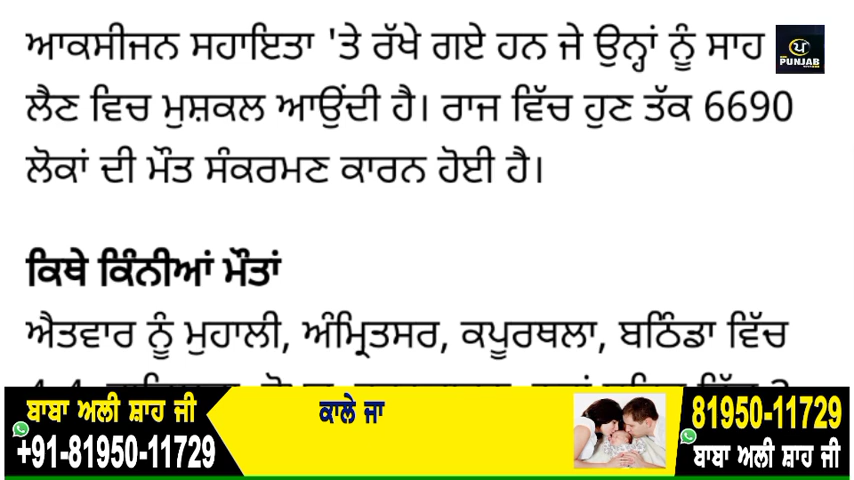 ਆਕਸੀਜਨ ਸਹਾਇਤਾ 'ਤੇ ਰੱਖੇ ਗਏ ਹਨ ਜੇ ਉਨ੍ਹਾਂ ਨੂੰ ਸਾਹ
ਪ
PUNJAB
ਲੈਣ ਵਿਚ ਮੁਸ਼ਕਲ ਆਉਂਦੀ ਹੈ। ਰਾਜ ਵਿੱਚ ਹੁਣ ਤੱਕ 6690
ਲੋਕਾਂ ਦੀ ਮੌਤ ਸੰਕਰਮਣ ਕਾਰਨ ਹੋਈ ਹੈ।
ਕਿਥੇ ਕਿੰਨੀਆਂ ਮੌਤਾਂ
ਐਤਵਾਰ ਨੂੰ ਮੁਹਾਲੀ, ਅੰਮ੍ਰਿਤਸਰ, ਕਪੂਰਥਲਾ, ਬਠਿੰਡਾ ਵਿੱਚ
ਬਾਬਾ ਅਲੀ ਸ਼ਾਹ ਜੀ
+91-81950-11729
ਕਾਲੇ ਜਾ
81950-11729
ਬਾਬਾ ਅਲੀ ਸ਼ਾਹ ਜੀ